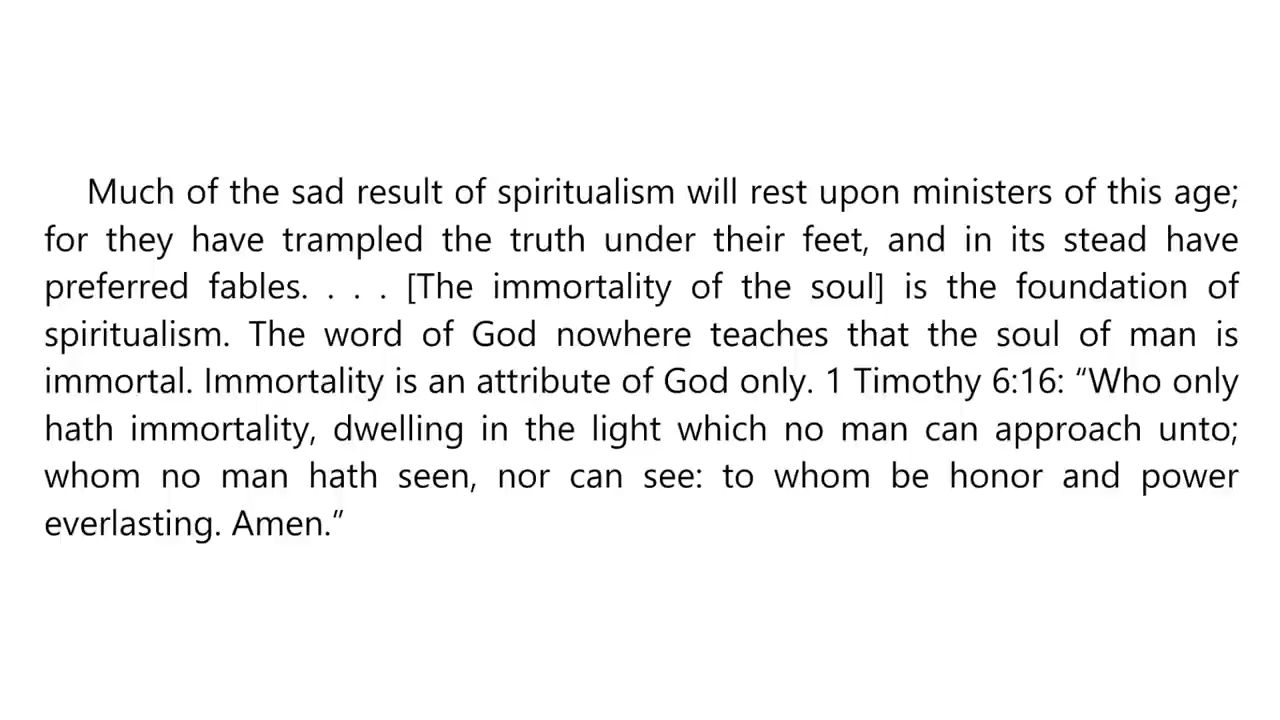 Much of the sad result of spiritualism will rest upon ministers of this age;
for they have trampled the truth under their feet, and in its stead have
preferred fables. . . . [The immortality of the soul] is the foundation of
spiritualism. The word of God nowhere teaches that the soul of man is
immortal. Immortality is an attribute of God only. 1 Timothy 6:16: “Who only
hath immortality, dwelling in the light which no man can approach unto;
whom no man hath seen, nor can see: to whom be honor and power
everlasting. Amen.”